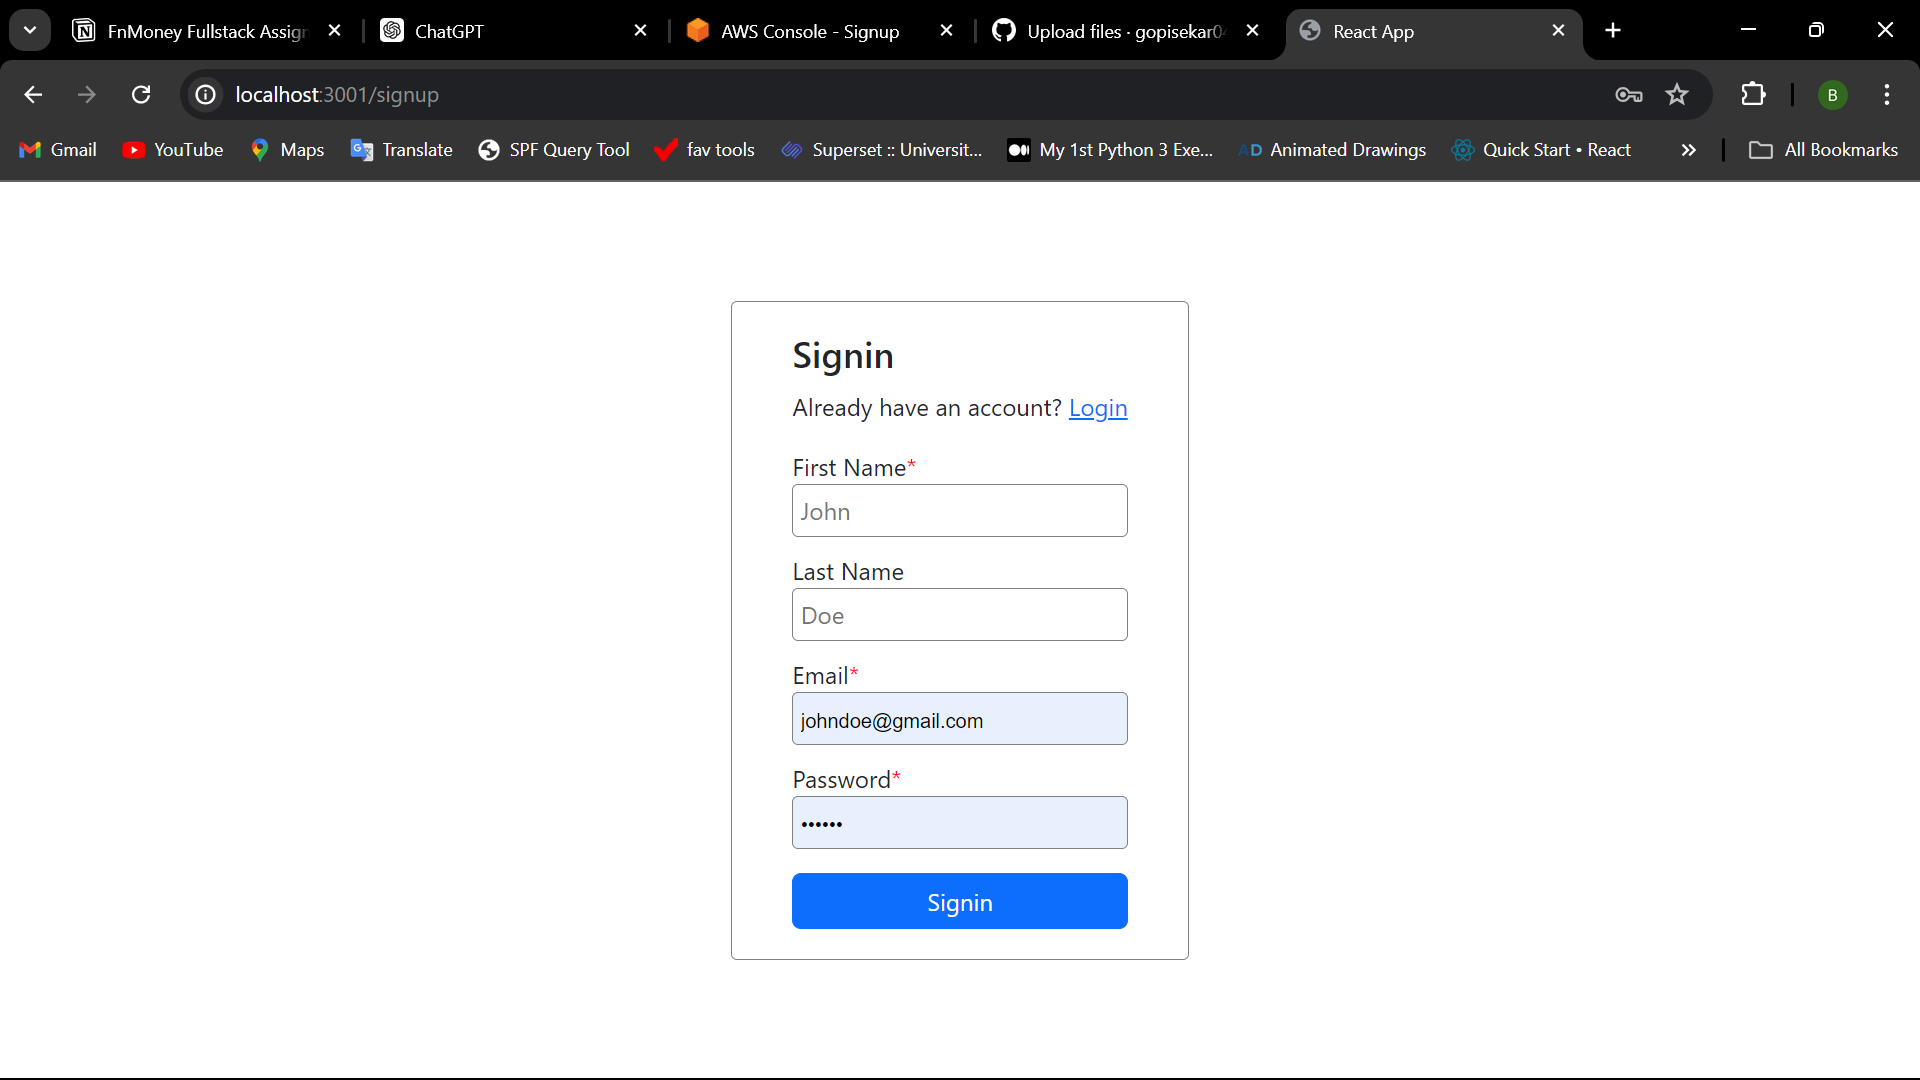 FnMoney Fullstack Assign
ChatGPT
AWS Console - Signup
Upload files · gopisekar04
React App
localhost:3001/signup
B
Gmail
YouTube
Maps
Translate
SPF Query Tool
fav tools
Superset :: Universit...
My 1st Python 3 Exe...
AD
Animated Drawings
Quick Start • React
»
All Bookmarks
Signin
Already have an account? Login
First Name*
John
Last Name
Doe
Email*
johndoe@gmail.com
Password*
••••••
Signin